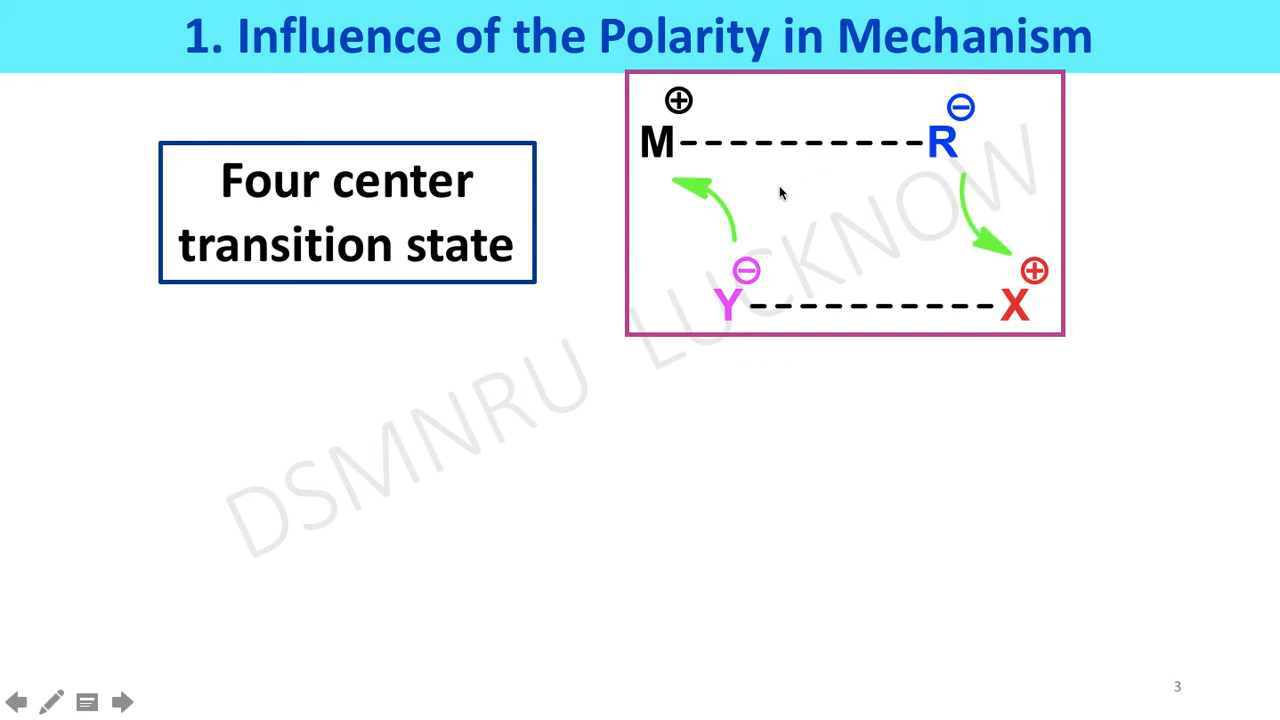 1. Influence of the Polarity in Mechanism
Four center
transition state
⊕ ⊖
M----------R
⊖ ⊕
Y----------X
DSMNRU LUCKNOW
3